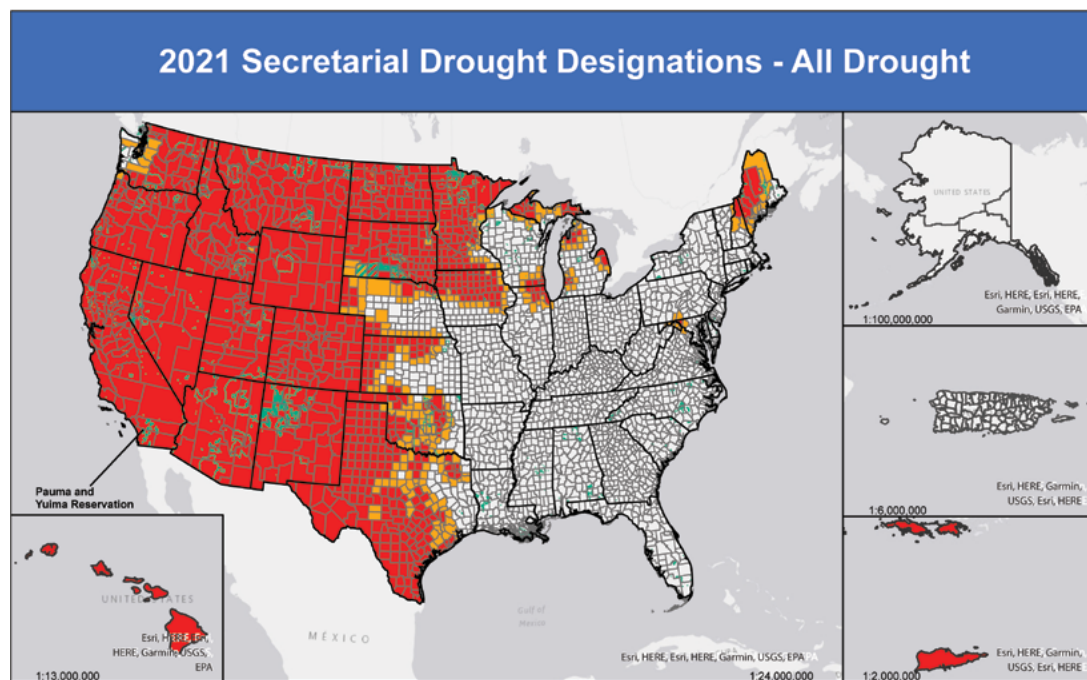 2021 Secretarial Drought Designations - All Drought
UNITED STATES
Esri, HERE, Esri, HERE,
Garmin, USGS, EPA
1:100,000,000
Esri, HERE, Garmin,
USGS, Esri, HERE
1:6,000,000
Pauma and
Yuima Reservation
UNITED STATES
Esri, HERE,
HERE, Garmin, USGS,
EPA
1:13,000,000
MÉXICO
Gulf of
Mexico
Esri, HERE, Esri, HERE, Garmin, USGS, EPA
1:24,000,000
Esri, HERE, Garmin,
USGS, Esri, HERE
1:2,000,000